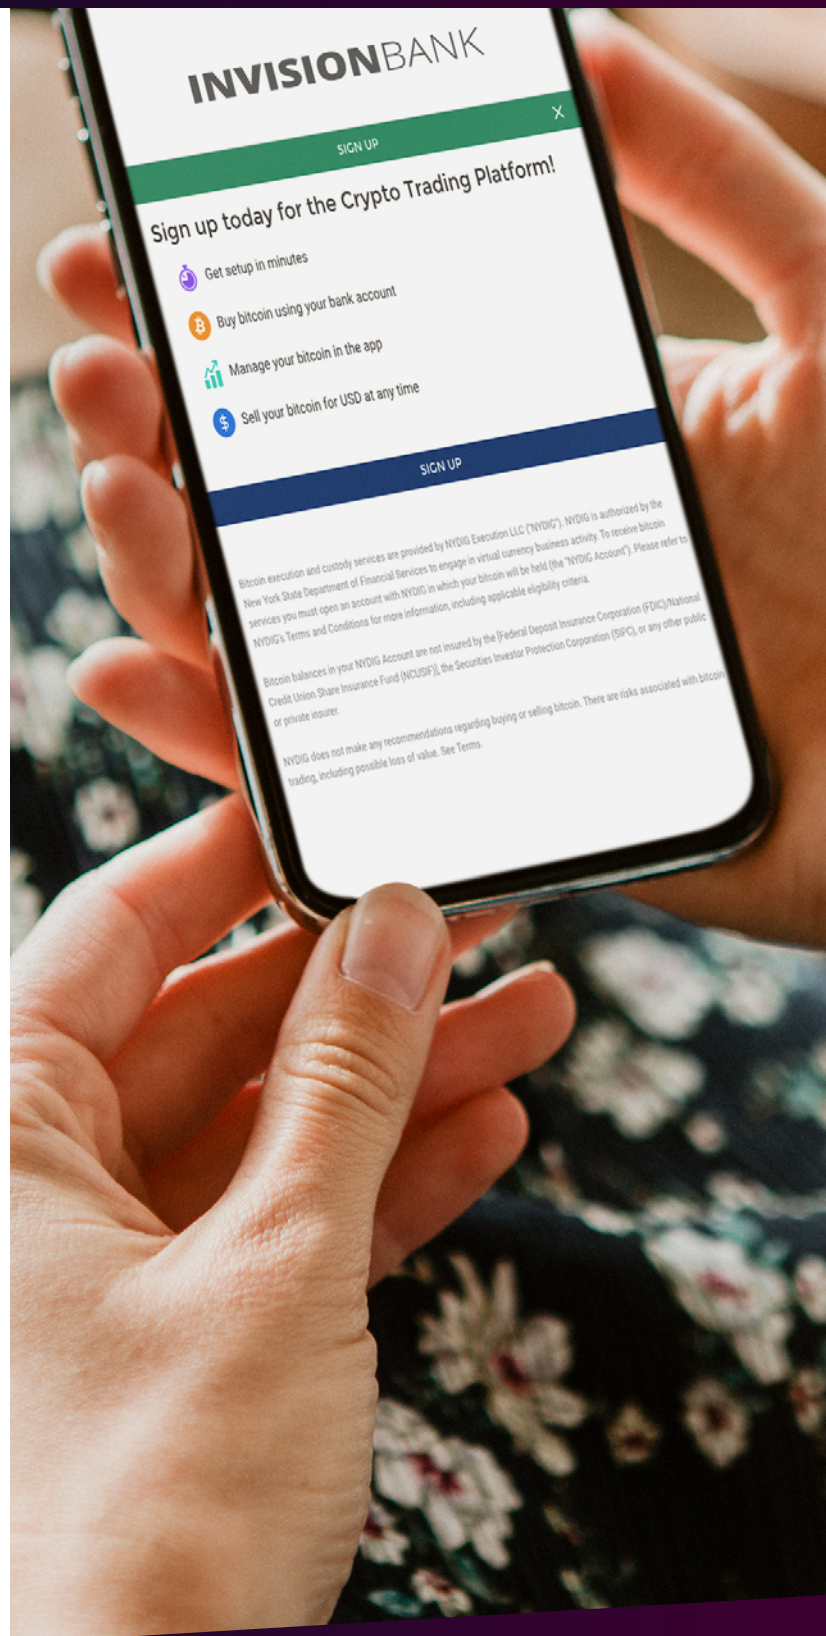 INVISIONBANK
SIGN UP X
Sign up today for the Crypto Trading Platform!
Get setup in minutes
Buy bitcoin using your bank account
Manage your bitcoin in the app
$ Sell your bitcoin for USD at any time
SIGN UP
Bitcoin execution and custody services are provided by NYDIG Execution LLC ("NYDIG"). NYDIG is authorized by the
New York State Department of Financial Services to engage in virtual currency business activity. To receive bitcoin
services you must open an account with NYDIG in which your bitcoin will be held (the "NYDIG Account"). Please refer to
NYDIG's Terms and Conditions for more information, including applicable eligibility criteria.
Bitcoin balances in your NYDIG Account are not insured by the [Federal Deposit Insurance Corporation (FDIC)/National
Credit Union Share Insurance Fund (NCUSIF)], the Securities Investor Protection Corporation (SIPC), or any other public
or private insurer.
NYDIG does not make any recommendations regarding buying or selling bitcoin. There are risks associated with bitcoin
trading, including possible loss of value. See Terms.